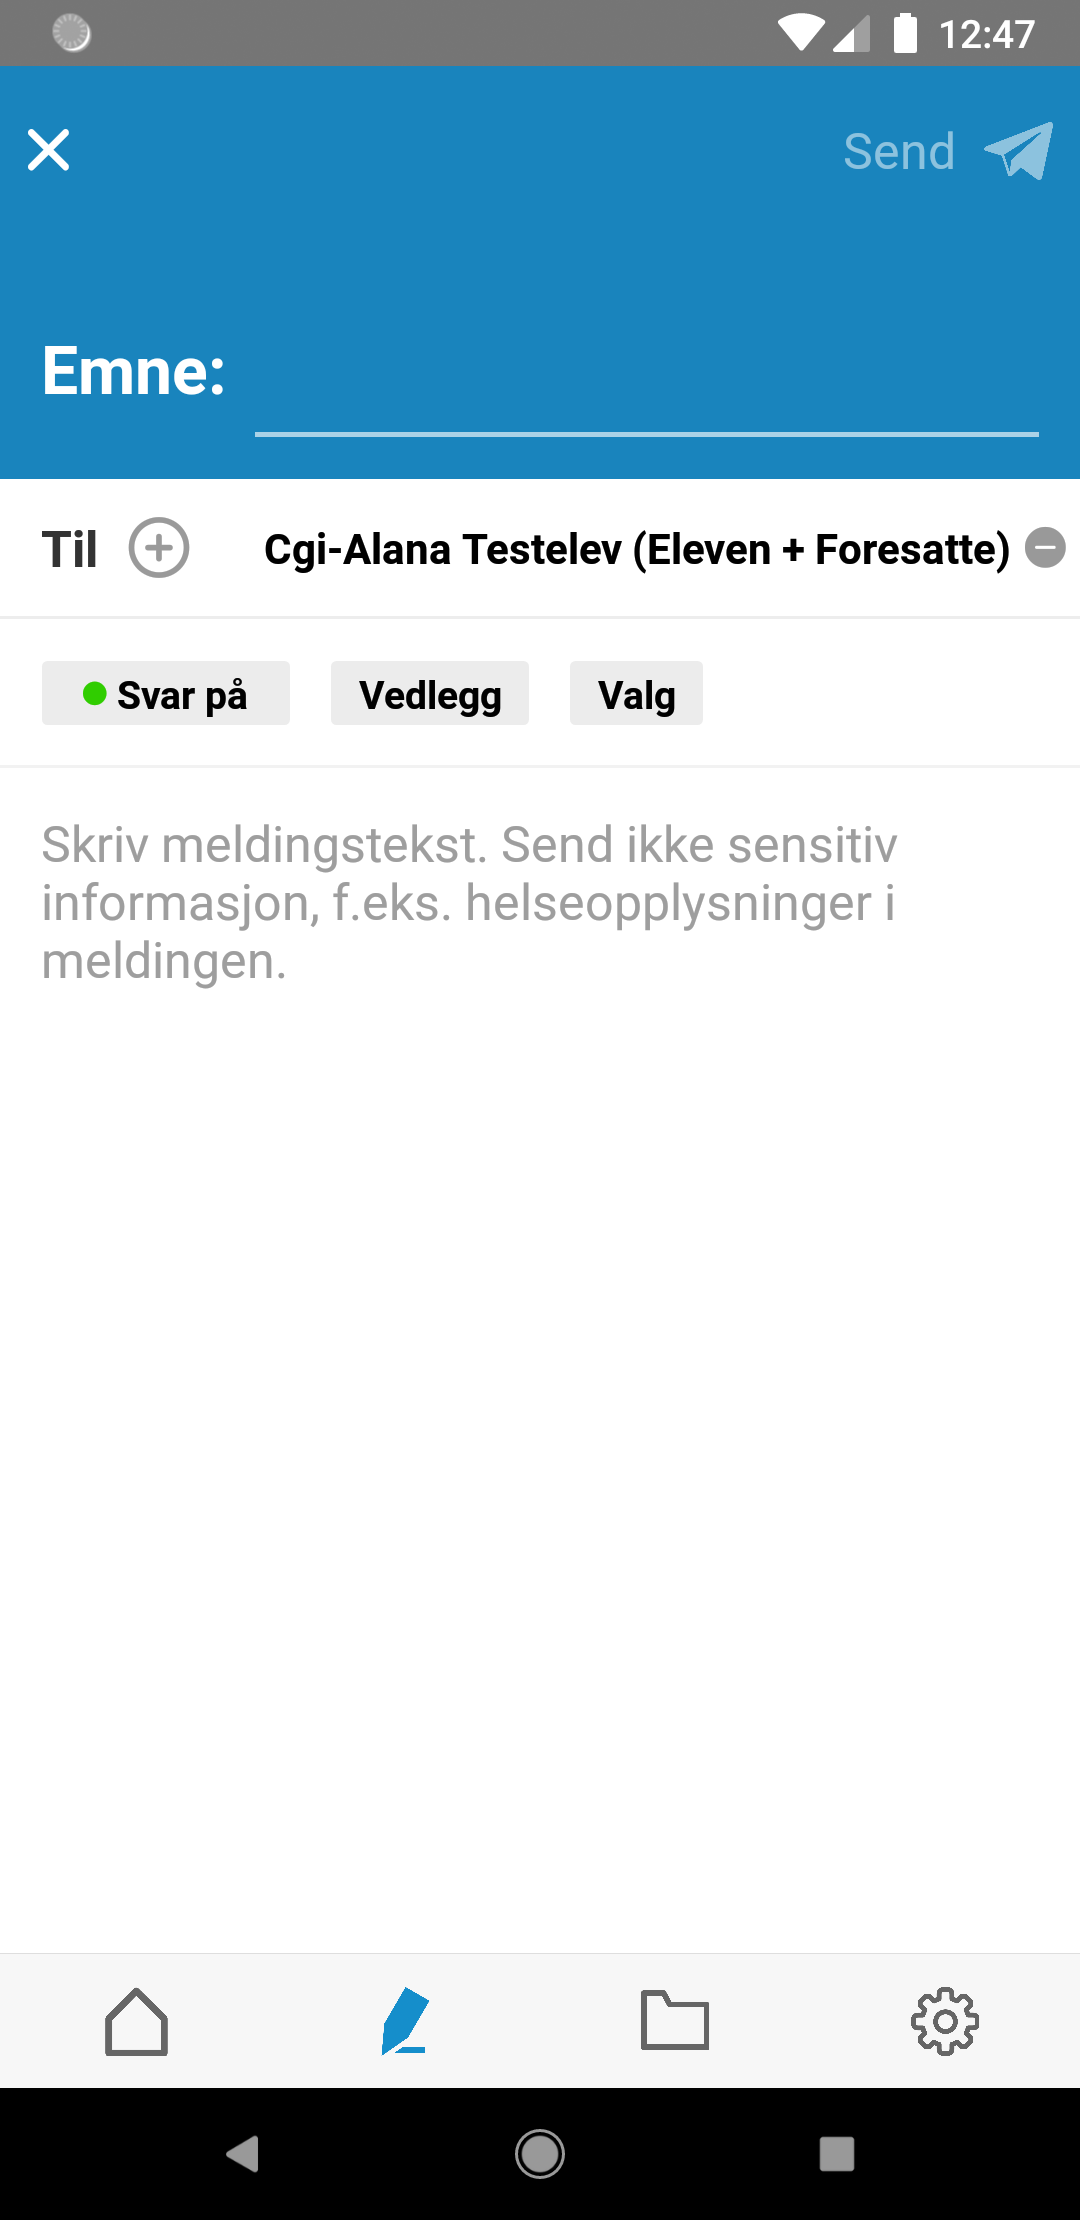 12:47
Send
Emne:
Til Cgi-Alana Testelev (Eleven + Foresatte)
Svar på Vedlegg Valg
Skriv meldingstekst. Send ikke sensitiv
informasjon, f.eks. helseopplysninger i
meldingen.